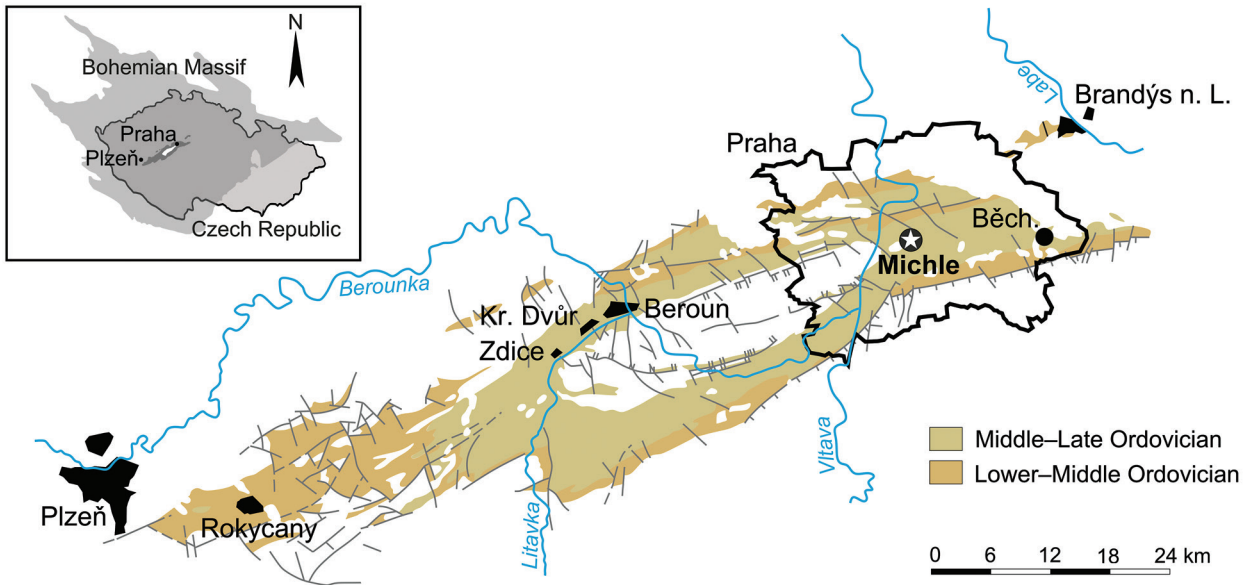 N
Bohemian Massif
Praha
Plzeň
Czech Republic
Labe
Brandýs n. L.
Praha
Běch.
Michle
Berounka
Kr. Dvůr
Beroun
Zdice
Plzeň
Rokycany
Litavka
Vltava
Middle–Late Ordovician
Lower–Middle Ordovician
0 6 12 18 24 km